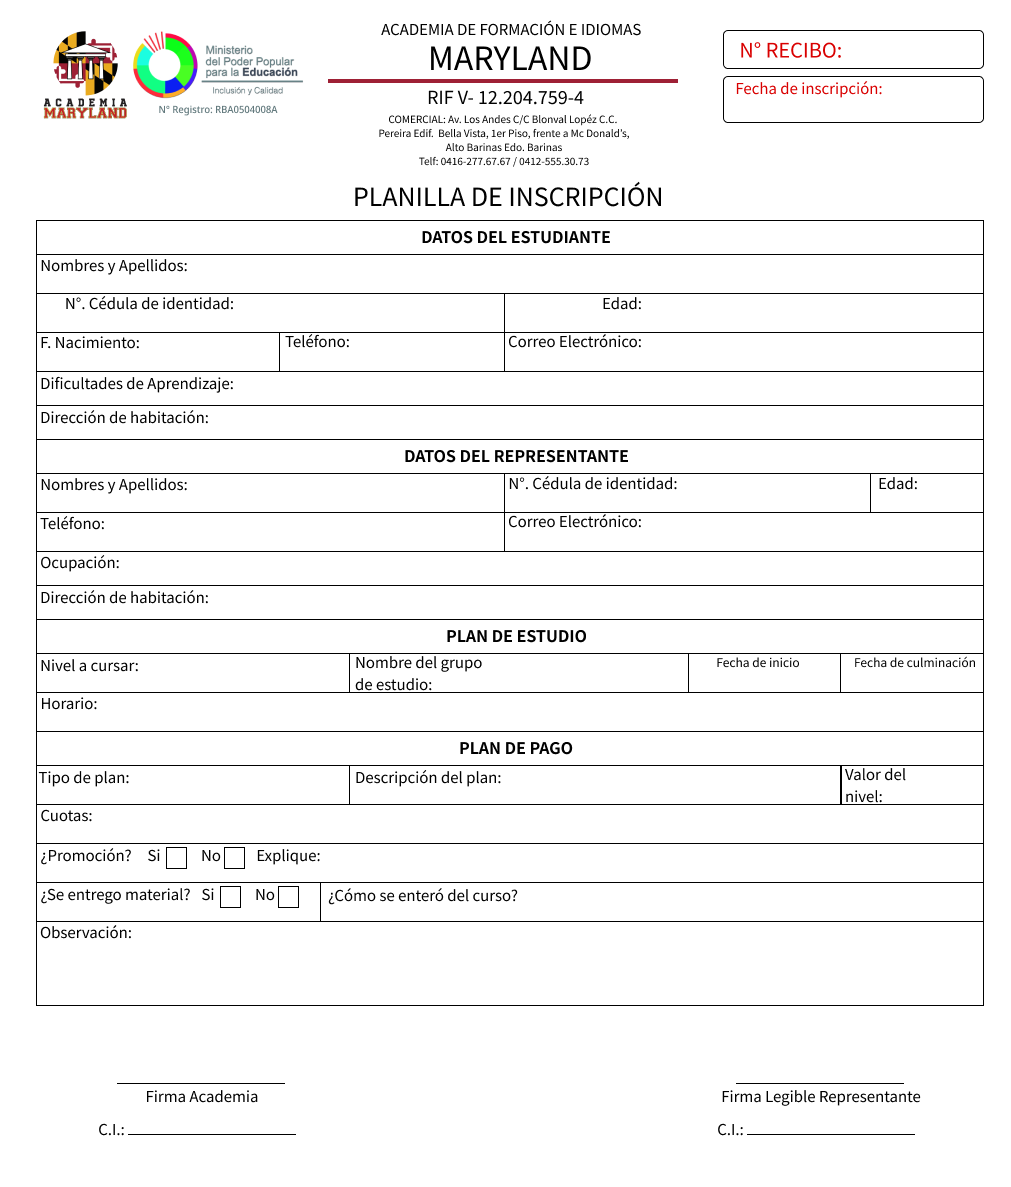 ACADEMIA
MARYLAND
Ministerio
del Poder Popular
para la Educación
Inclusión y Calidad
N° Registro: RBA0504008A
ACADEMIA DE FORMACIÓN E IDIOMAS
MARYLAND
RIF V- 12.204.759-4
COMERCIAL: Av. Los Andes C/C Blonval Lopéz C.C.
Pereira Edif. Bella Vista, 1er Piso, frente a Mc Donald's,
Alto Barinas Edo. Barinas
Telf: 0416-277.67.67 / 0412-555.30.73
N° RECIBO:
Fecha de inscripción:
PLANILLA DE INSCRIPCIÓN
DATOS DEL ESTUDIANTE
Nombres y Apellidos:
N°. Cédula de identidad: Edad:
F. Nacimiento: Teléfono: Correo Electrónico:
Dificultades de Aprendizaje:
Dirección de habitación:
DATOS DEL REPRESENTANTE
Nombres y Apellidos: N°. Cédula de identidad: Edad:
Teléfono: Correo Electrónico:
Ocupación:
Dirección de habitación:
PLAN DE ESTUDIO
Nivel a cursar:
Nombre del grupo
de estudio:
Fecha de inicio
Fecha de culminación
Horario:
PLAN DE PAGO
Tipo de plan:
Descripción del plan:
Valor del
nivel:
Cuotas:
¿Promoción? Si No Explique:
¿Se entrego material? Si No ¿Cómo se enteró del curso?
Observación:
Firma Academia
C.I.:
Firma Legible Representante
C.I.: